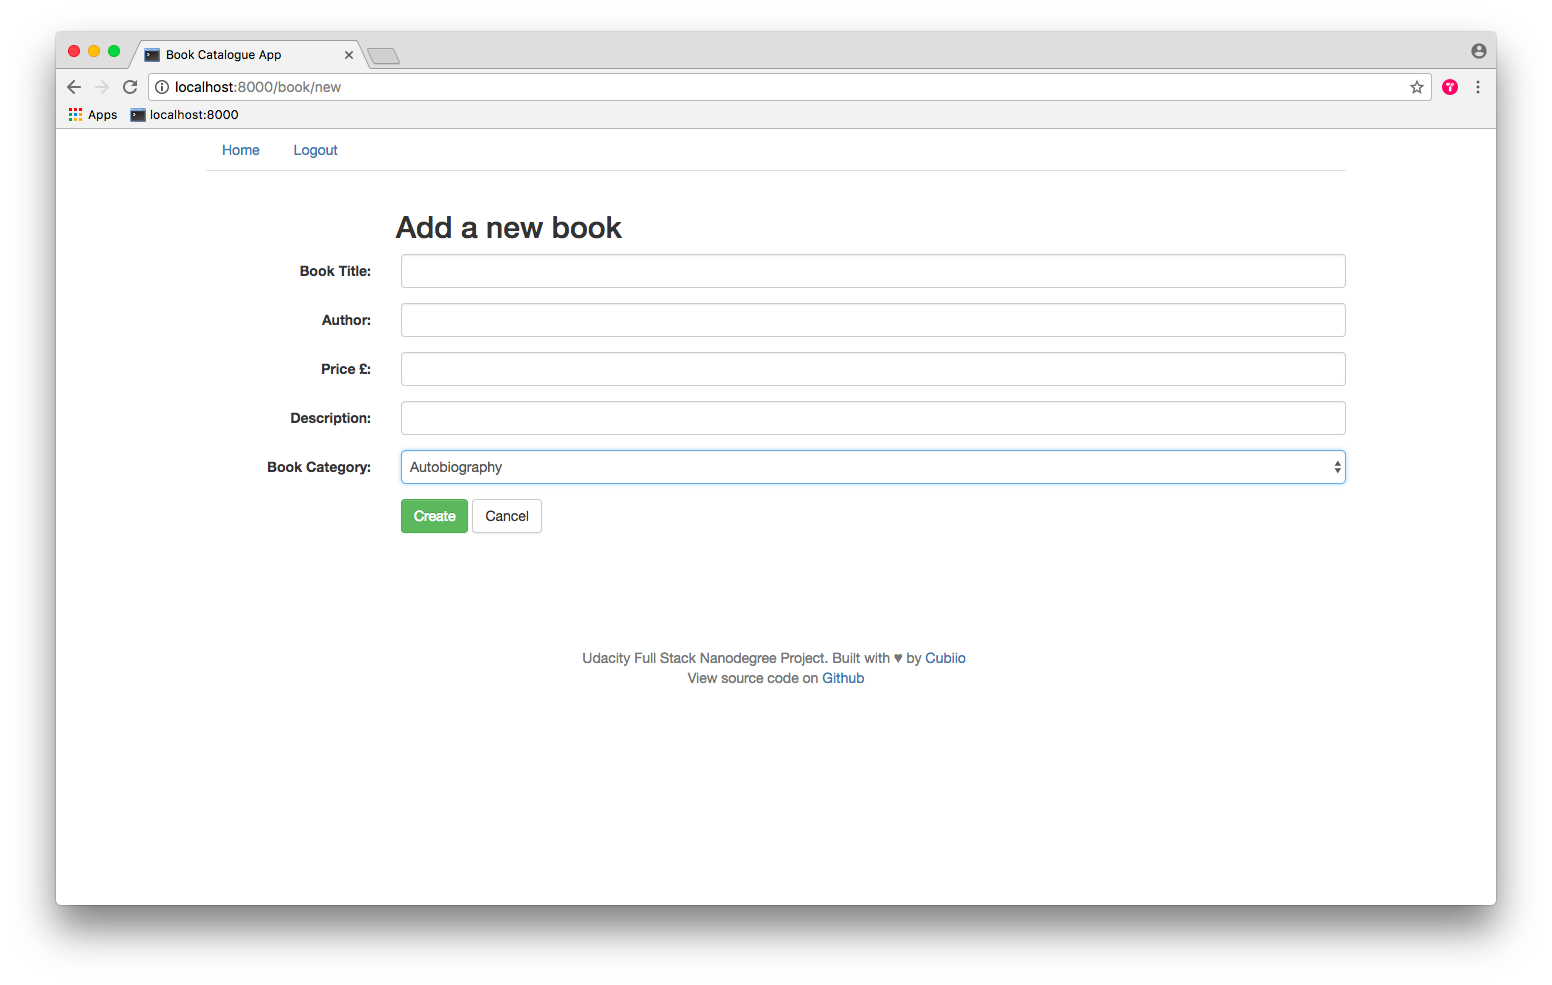 Book Catalogue App
localhost:8000/book/new
Apps localhost:8000
Home Logout
Add a new book
Book Title:
Author:
Price £:
Description:
Book Category: Autobiography
Create Cancel
Udacity Full Stack Nanodegree Project. Built with ♥ by Cubiio
View source code on Github